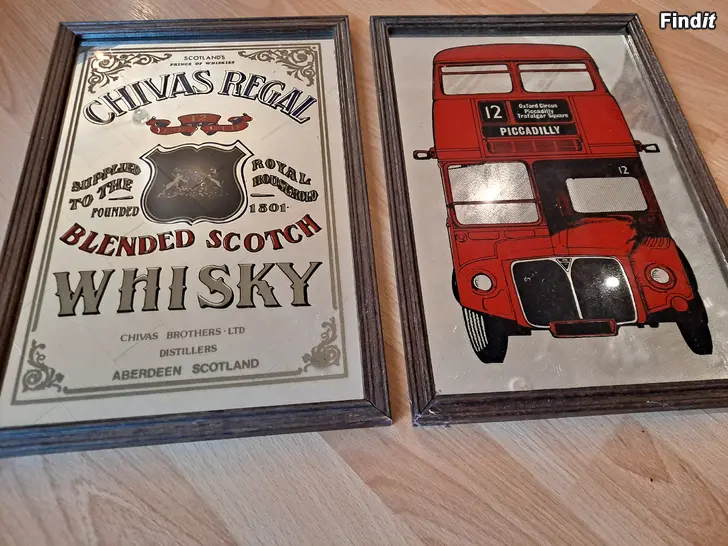 Findit
SCOTLAND'S
PRINCE OF WHISKIES
CHIVAS REGAL
12
SUPPLIED TO THE
ROYAL HOUSEHOLD
FOUNDED 1801
BLENDED SCOTCH
WHISKY
CHIVAS BROTHERS · LTD
DISTILLERS
ABERDEEN SCOTLAND
12
Oxford Circus
Piccadilly
Trafalgar Square
PICCADILLY
12